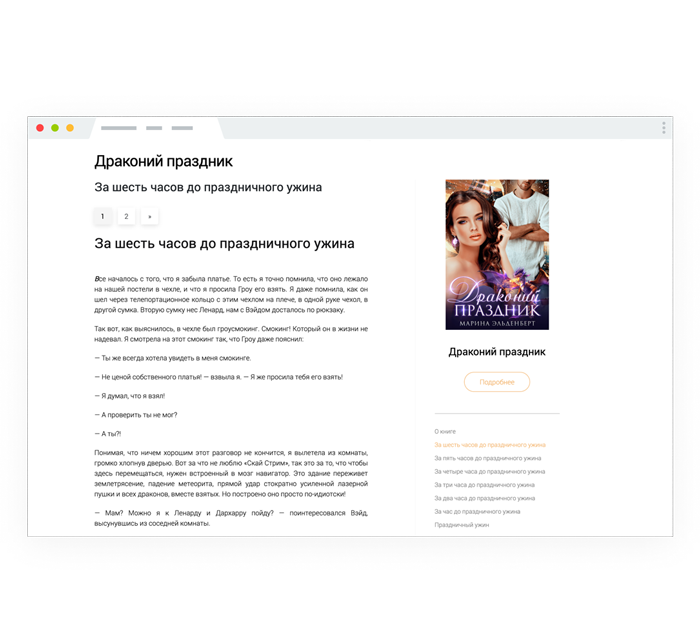 Драконий праздник
За шесть часов до праздничного ужина
1 2 »
За шесть часов до праздничного ужина
Все началось с того, что я забыла платье. То есть я точно помнила, что оно лежало
на нашей постели в чехле, и что я просила Гроу его взять. Я даже помнила, как он
шел через телепортационное кольцо с этим чехлом на плече, в одной руке чехол, в
другой сумка. Вторую сумку нес Ленард, нам с Вэйдом досталось по рюкзаку.
Так вот, как выяснилось, в чехле был гроусмокинг. Смокинг! Который он в жизни не
надевал. Я смотрела на этот смокинг так, что Гроу даже пояснил:
— Ты же всегда хотела увидеть в меня смокинге.
— Не ценой собственного платья! — взвыла я. — Я же просила тебя его взять!
— Я думал, что я взял!
— А проверить ты не мог?
— А ты?!
Понимая, что ничем хорошим этот разговор не кончится, я вылетела из комнаты,
громко хлопнув дверью. Вот за что не люблю «Скай Стрим», так это за то, что чтобы
здесь перемещаться, нужен встроенный в мозг навигатор. Это здание переживет
землетрясение, падение метеорита, прямой удар стократно усиленной лазерной
пушки и всех драконов, вместе взятых. Но построено оно просто по-идиотски!
— Мам? Можно я к Ленарду и Дархарру пойду? — поинтересовался Вэйд,
высунувшись из соседней комнаты.
Драконий
ПРАЗДНИК
МАРИНА ЭЛЬДЕНБЕРТ
Драконий праздник
Подробнее
О книге
За шесть часов до праздничного ужина
За пять часов до праздничного ужина
За четыре часа до праздничного ужина
За три часа до праздничного ужина
За два часа до праздничного ужина
За час до праздничного ужина
Праздничный ужин